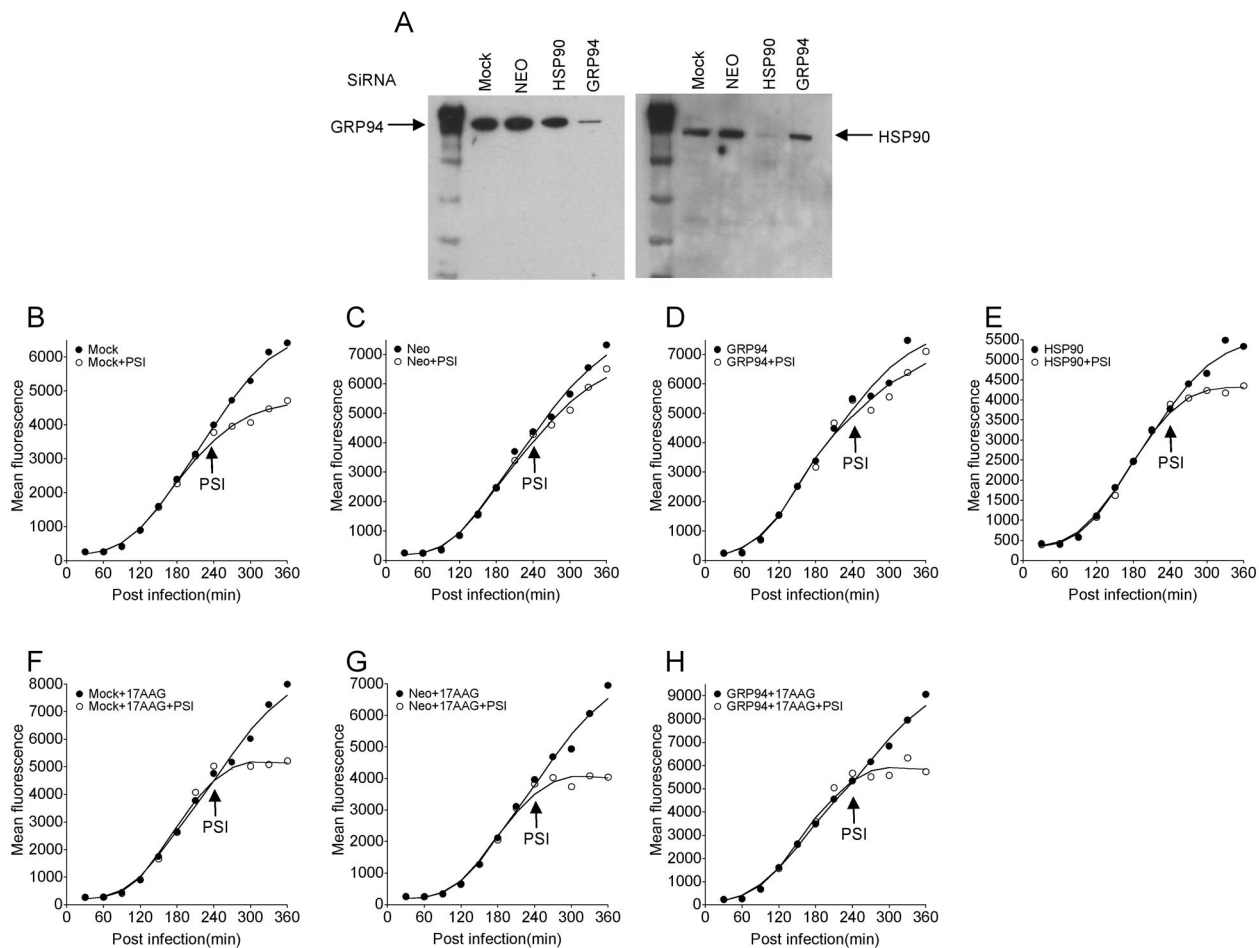 A
SiRNA
Mock
NEO
HSP90
GRP94
Mock
NEO
HSP90
GRP94
GRP94
HSP90
B
Mock
Mock+PSI
Mean fluorescence
6000
5000
4000
3000
2000
1000
0
PSI
0 60 120 180 240 300 360
Post infection(min)
C
Neo
Neo+PSI
Mean flourescence
7000
6000
5000
4000
3000
2000
1000
0
PSI
0 60 120 180 240 300 360
Post infection(min)
D
GRP94
GRP94+PSI
Mean fluorescence
7000
6000
5000
4000
3000
2000
1000
0
PSI
0 60 120 180 240 300 360
Post infection(min)
E
HSP90
HSP90+PSI
Mean fluorescence
5500
5000
4500
4000
3500
3000
2500
2000
1500
1000
500
0
PSI
0 60 120 180 240 300 360
Post infection(min)
F
Mock+17AAG
Mock+17AAG+PSI
Mean fluorescence
8000
7000
6000
5000
4000
3000
2000
1000
0
PSI
0 60 120 180 240 300 360
Post infection(min)
G
Neo+17AAG
Neo+17AAG+PSI
Mean fluorescence
7000
6000
5000
4000
3000
2000
1000
0
PSI
0 60 120 180 240 300 360
Post infection(min)
H
GRP94+17AAG
GRP94+17AAG+PSI
Mean fluorescence
9000
8000
7000
6000
5000
4000
3000
2000
1000
0
PSI
0 60 120 180 240 300 360
Post infection(min)